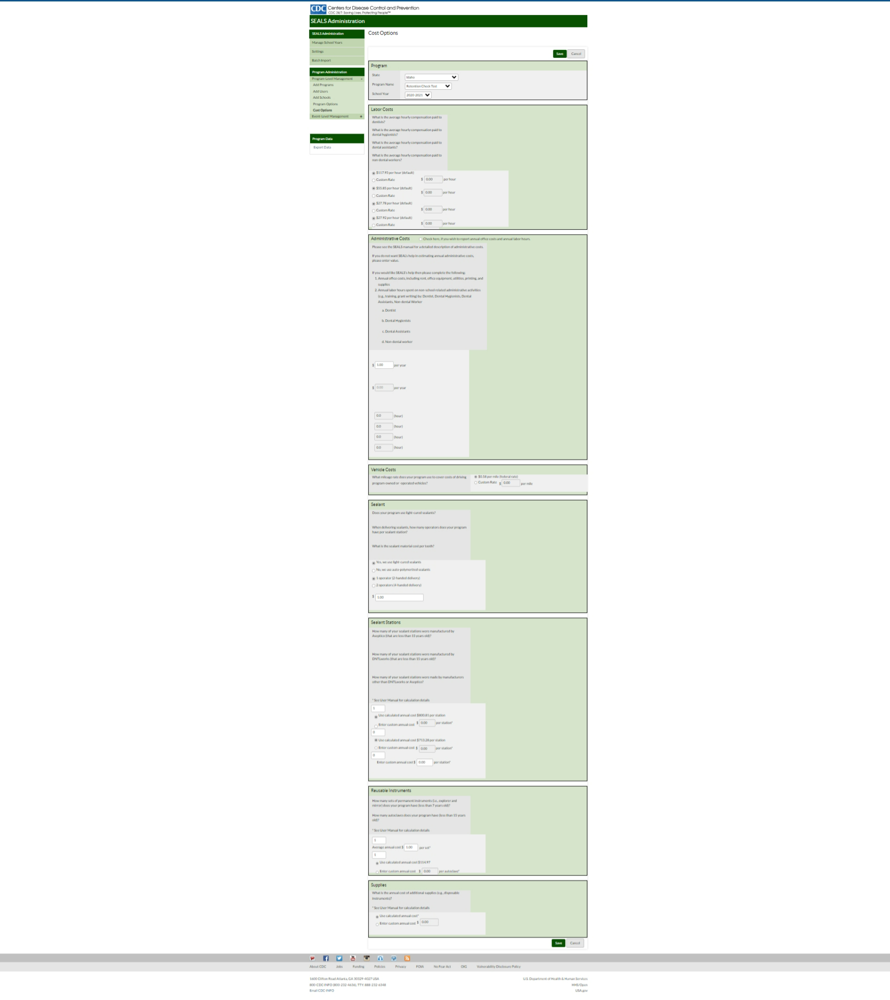 CDC Centers for Disease Control and Prevention
CDC 24/7: Saving Lives, Protecting People™
SEALS Administration
SEALS Administration
Manage School Years
Settings
Batch Import
Program Administration
Program-Level Management -
Add Programs
Add Users
Add Schools
Program Options
Cost Options
Event-Level Management +
Program Data
Export Data
Cost Options
Save Cancel
Program
State Idaho
Program Name Retention Check Test
School Year 2020-2021
Labor Costs
What is the average hourly compensation paid to
dentists?
What is the average hourly compensation paid to
dental hygienists?
What is the average hourly compensation paid to
dental assistants?
What is the average hourly compensation paid to
non-dental workers?
$117.93 per hour (default)
Custom Rate $ 0.00 per hour
$55.85 per hour (default)
Custom Rate $ 0.00 per hour
$27.78 per hour (default)
Custom Rate $ 0.00 per hour
$27.92 per hour (default)
Custom Rate $ 0.00 per hour
Administrative Costs Check here, if you wish to report annual office costs and annual labor hours.
Please see the SEALS manual for a detailed description of administrative costs.
If you do not want SEAL's help in estimating annual administrative costs,
please enter value.
If you would like SEALS's help then please complete the following:
1. Annual office costs, including rent, office equipment, utilities, printing, and
supplies
2. Annual labor hours spent on non-school related administrative activities
(e.g., training, grant writing) by: Dentist, Dental Hygienists, Dental
Assistants, Non-dental Worker
a. Dentist
b. Dental Hygienists
c. Dental Assistants
d. Non-dental worker
$ 1.00 per year
$ 0.00 per year
0.0 (hour)
0.0 (hour)
0.0 (hour)
0.0 (hour)
Vehicle Costs
What mileage rate does your program use to cover costs of driving
program-owned or -operated vehicles?
$0.58 per mile (federal rate)
Custom Rate $ 0.00 per mile
Sealant
Does your program use light-cured sealants?
When delivering sealants, how many operators does your program
have per sealant station?
What is the sealant material cost per tooth?
Yes, we use light-cured sealants
No, we use auto-polymerized sealants
1 operator (2-handed delivery)
2 operators (4-handed delivery)
$ 1.00
Sealant Stations
How many of your sealant stations were manufactured by
Aseptico (that are less than 15 years old)?
How many of your sealant stations were manufactured by
DNTLworks (that are less than 15 years old)?
How many of your sealant stations were made by manufacturers
other than DNTLworks or Aseptico?
* See User Manual for calculation details
1
Use calculated annual cost $800.81 per station
Enter custom annual cost $ 0.00 per station*
0
Use calculated annual cost $713.28 per station
Enter custom annual cost $ 0.00 per station*
0
Enter custom annual cost $ 0.00 per station*
Reusable Instruments
How many sets of permanent instruments (i.e., explorer and
mirror) does your program have (less than 7 years old)?
How many autoclaves does your program have (less than 15 years
old)?
* See User Manual for calculation details
1
Average annual cost $ 1.00 per set*
1
Use calculated annual cost $114.97
Enter custom annual cost $ 0.00 per autoclave*
Supplies
What is the annual cost of additional supplies (e.g., disposable
instruments)?
* See User Manual for calculation details
Use calculated annual cost*
Enter custom annual cost $ 0.00
Save Cancel
About CDC Jobs Funding Policies Privacy FOIA No Fear Act OIG Vulnerability Disclosure Policy
1600 Clifton Road Atlanta, GA 30329-4027 USA
800-CDC-INFO (800-232-4636), TTY: 888-232-6348
Email CDC-INFO
U.S. Department of Health & Human Services
HHS/Open
USA.gov